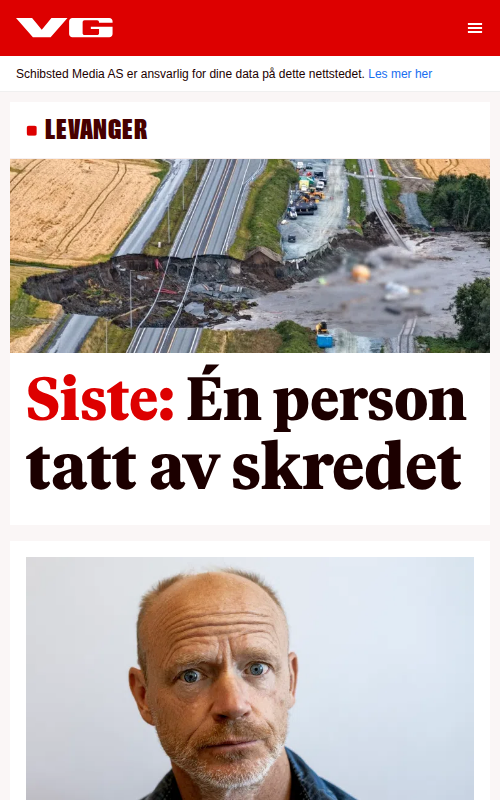 VG
Schibsted Media AS er ansvarlig for dine data på dette nettstedet. Les mer her
LEVANGER
Siste: Én person
tatt av skredet